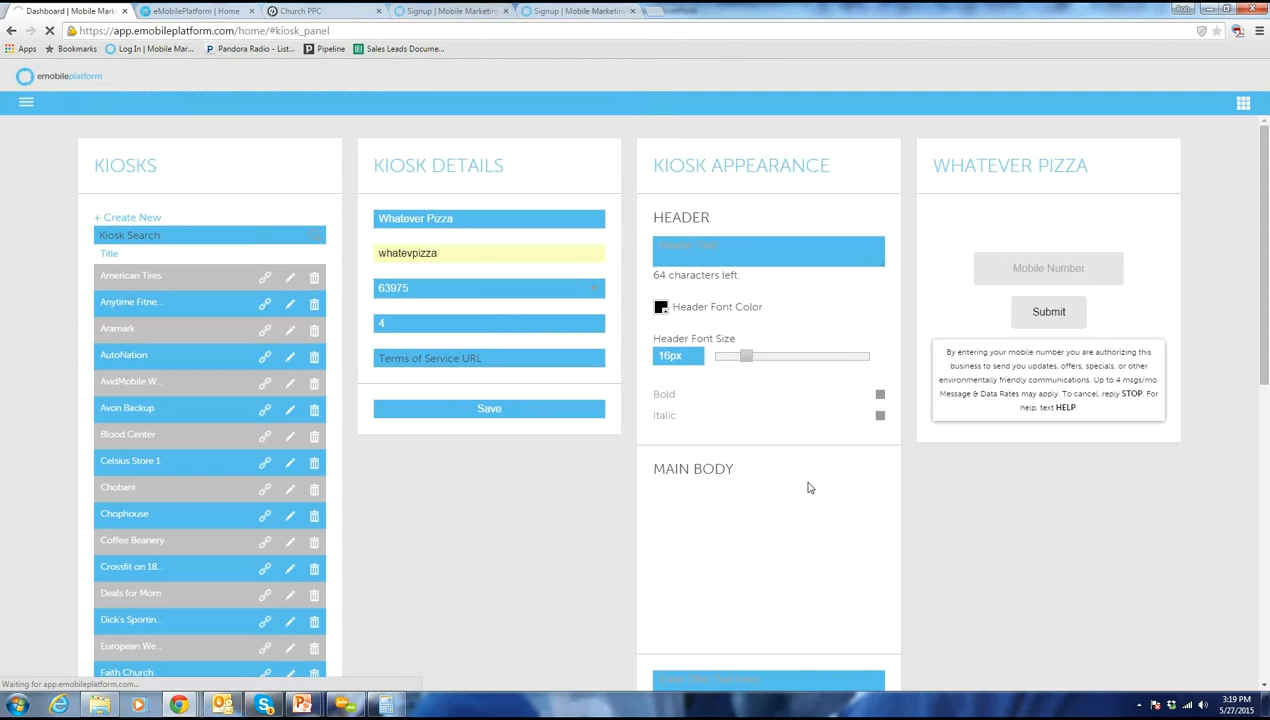 Dashboard | Mobile Mark
eMobilePlatform | Home
Church PPC
Signup | Mobile Marketing
Signup | Mobile Marketing
Rob
https://app.emobileplatform.com/home/#kiosk_panel
Apps
Bookmarks
Log In | Mobile Mar...
Pandora Radio - List...
Pipeline
Sales Leads Docume...
emobileplatform
KIOSKS
+ Create New
Kiosk Search
Title
American Tires
Anytime Fitne...
Aramark
AutoNation
AvidMobile W...
Avon Backup
Blood Center
Celsius Store 1
Chobani
Chophouse
Coffee Beanery
Crossfit on 18...
Deals for Mom
Dick's Sportin...
European We...
Faith Church
KIOSK DETAILS
Whatever Pizza
whatevpizza
63975
4
Terms of Service URL
Save
KIOSK APPEARANCE
HEADER
64 characters left.
Header Font Color
Header Font Size
16px
Bold
Italic
MAIN BODY
WHATEVER PIZZA
Mobile Number
Submit
By entering your mobile number you are authorizing this
business to send you updates, offers, specials, or other
environmentally friendly communications. Up to 4 msgs/mo.
Message & Data Rates may apply. To cancel, reply STOP. For
help, text HELP.
Waiting for app.emobileplatform.com...
3:19 PM
5/27/2015